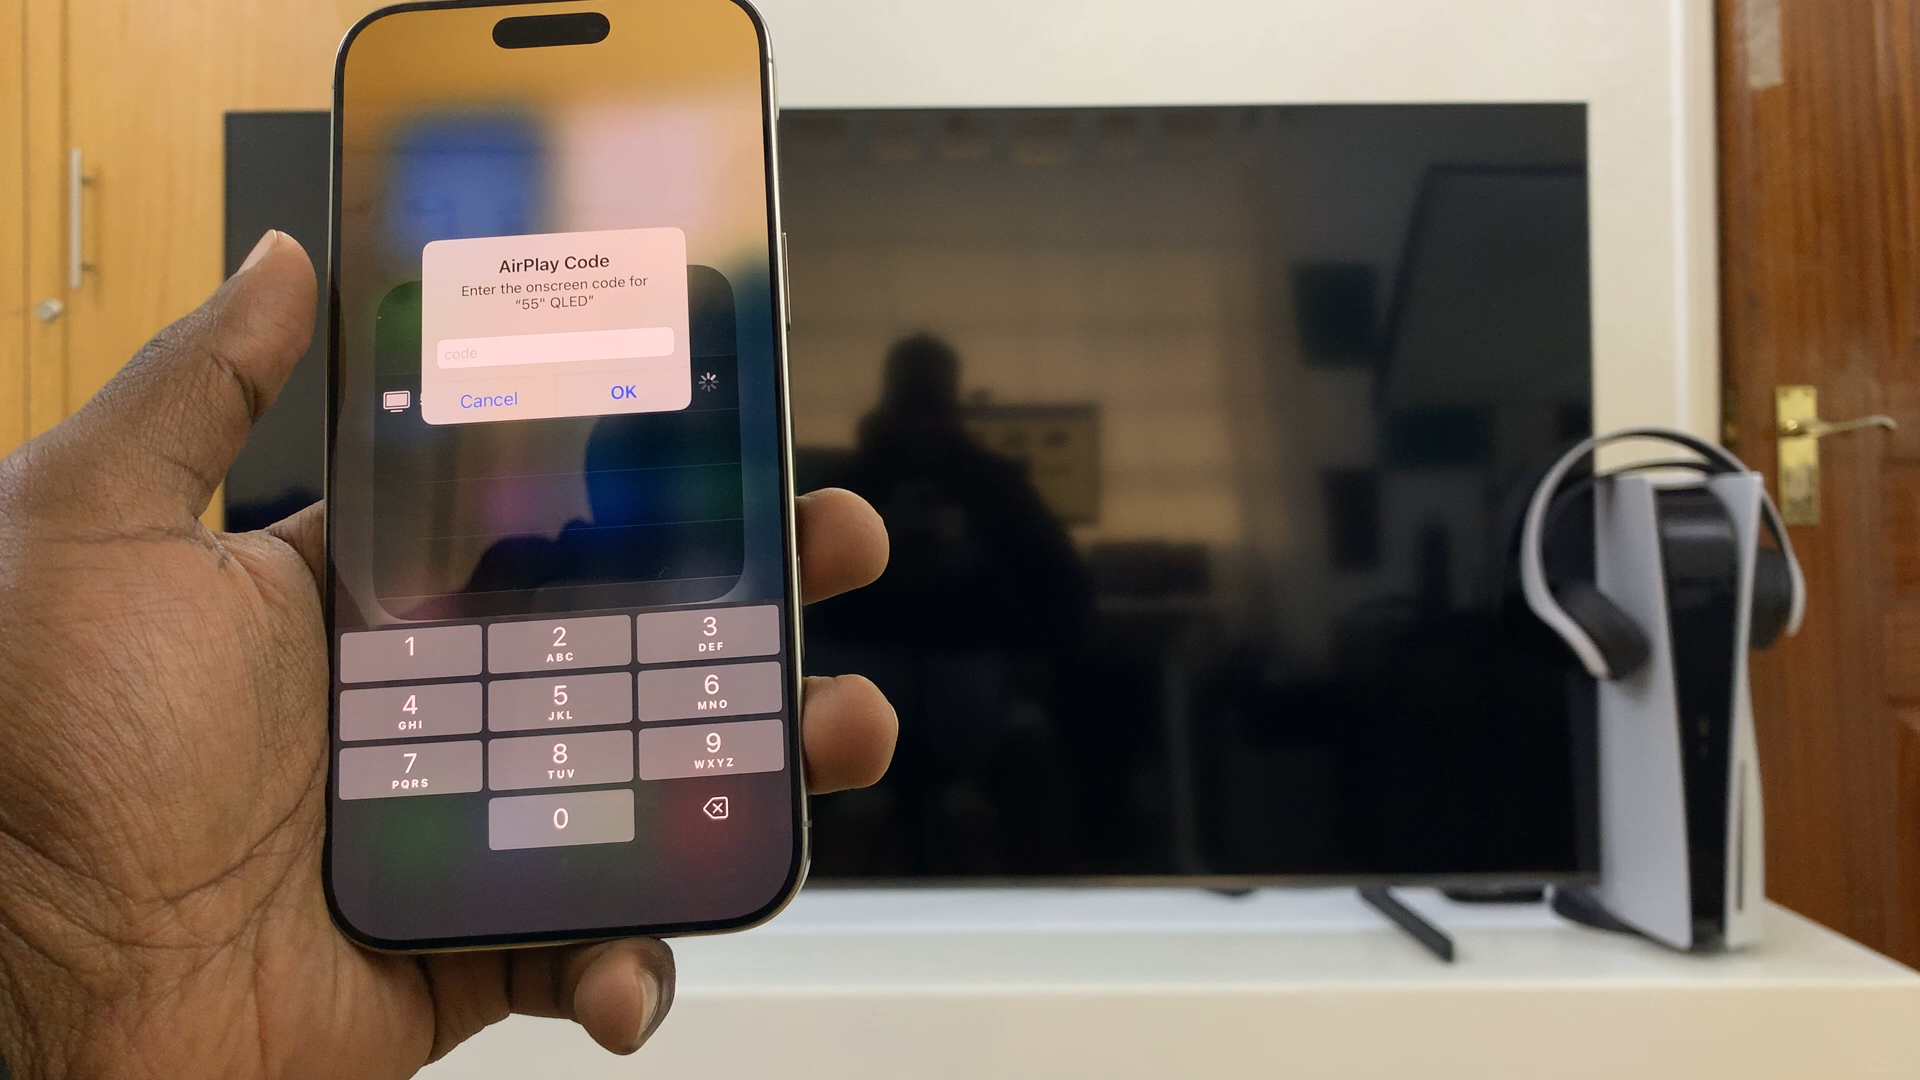 AirPlay Code
Enter the onscreen code for
"55" QLED"
code
Cancel
OK
1
2
ABC
3
DEF
4
GHI
5
JKL
6
MNO
7
PQRS
8
TUV
9
WXYZ
0